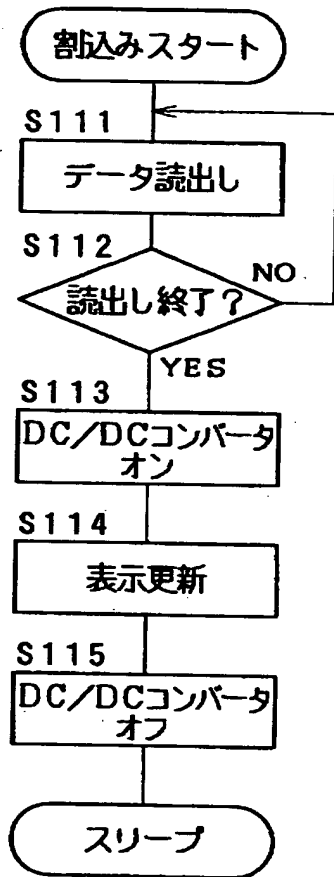 割込みスタート
S111
データ読出し
S112
読出し終了?
NO
YES
S113
DC/DCコンバータ
オン
S114
表示更新
S115
DC/DCコンバータ
オフ
スリープ